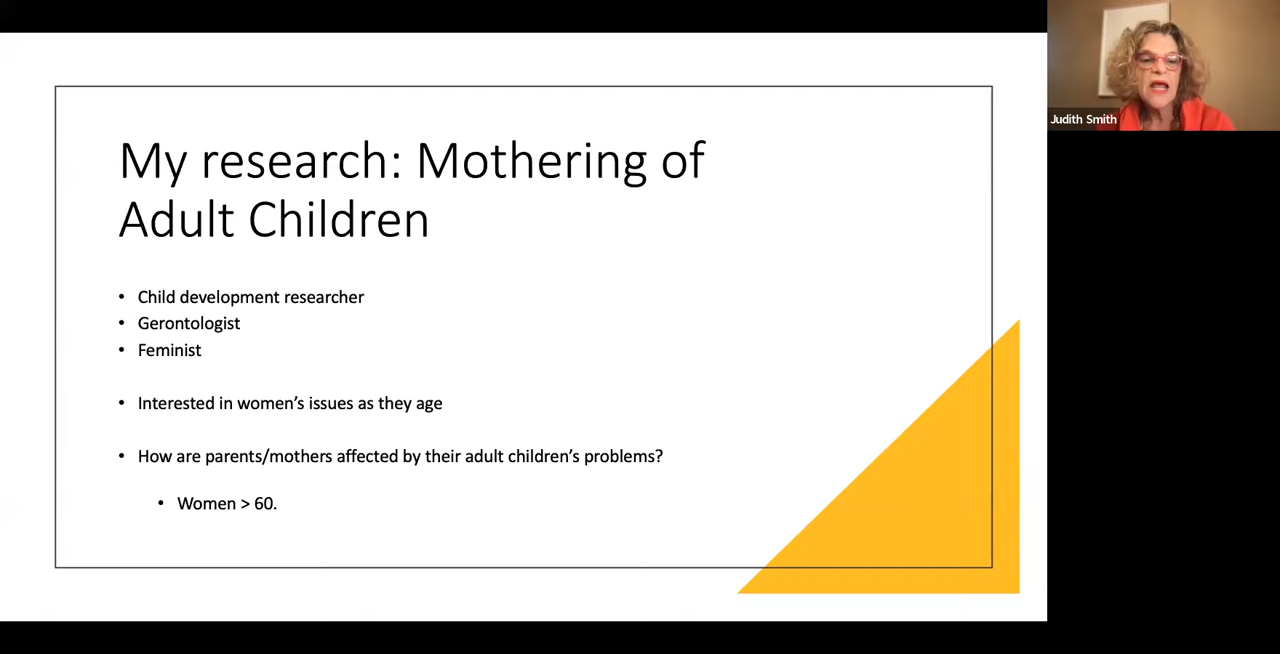 My research: Mothering of
Adult Children
• Child development researcher
• Gerontologist
• Feminist
• Interested in women’s issues as they age
• How are parents/mothers affected by their adult children’s problems?
• Women > 60.
Judith Smith